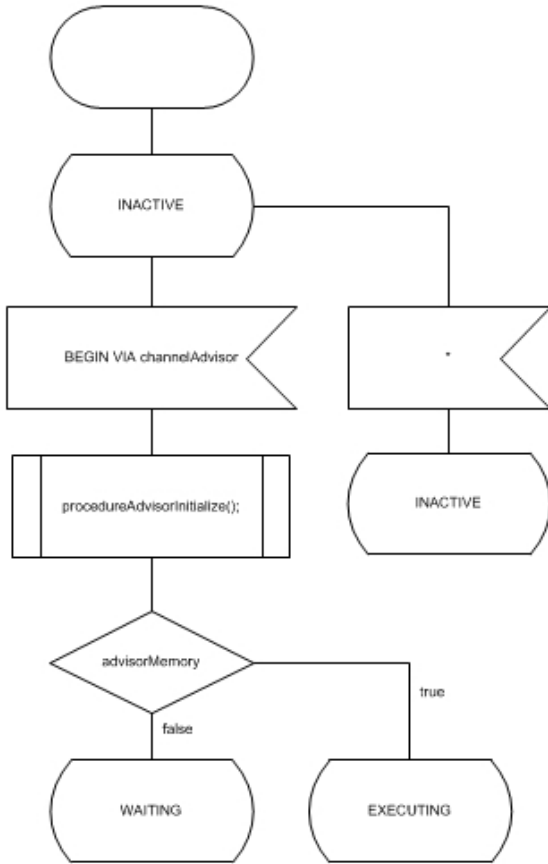 INACTIVE
BEGIN VIA channelAdvisor
*
procedureAdvisorInitialize();
INACTIVE
advisorMemory
true
false
WAITING
EXECUTING